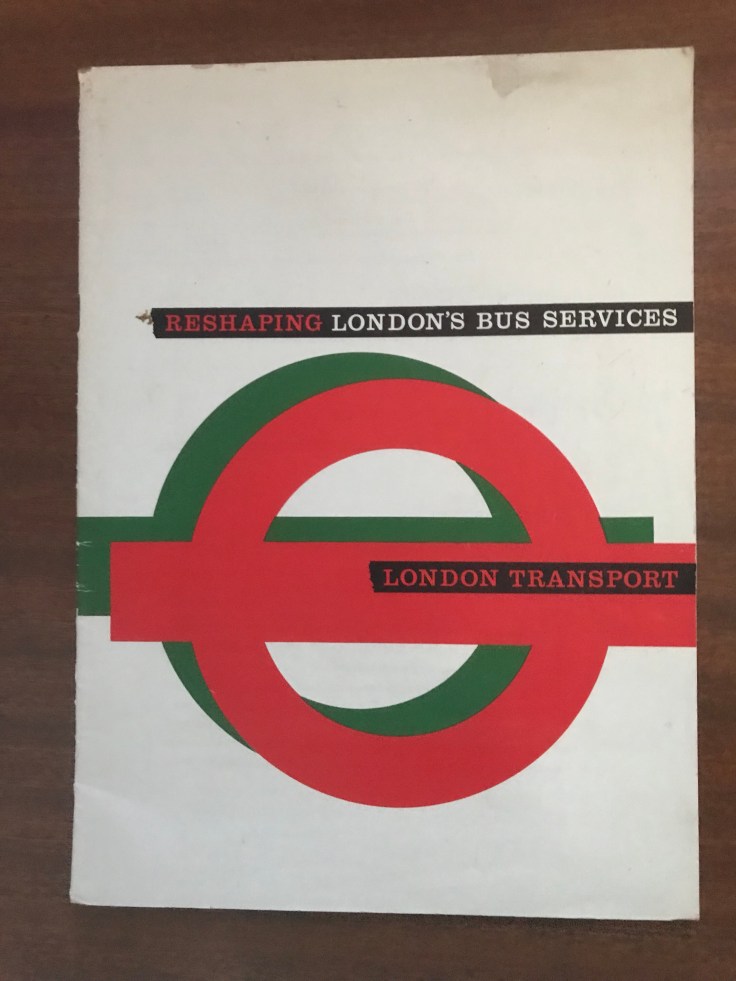 RESHAPING LONDON'S BUS SERVICES
LONDON TRANSPORT